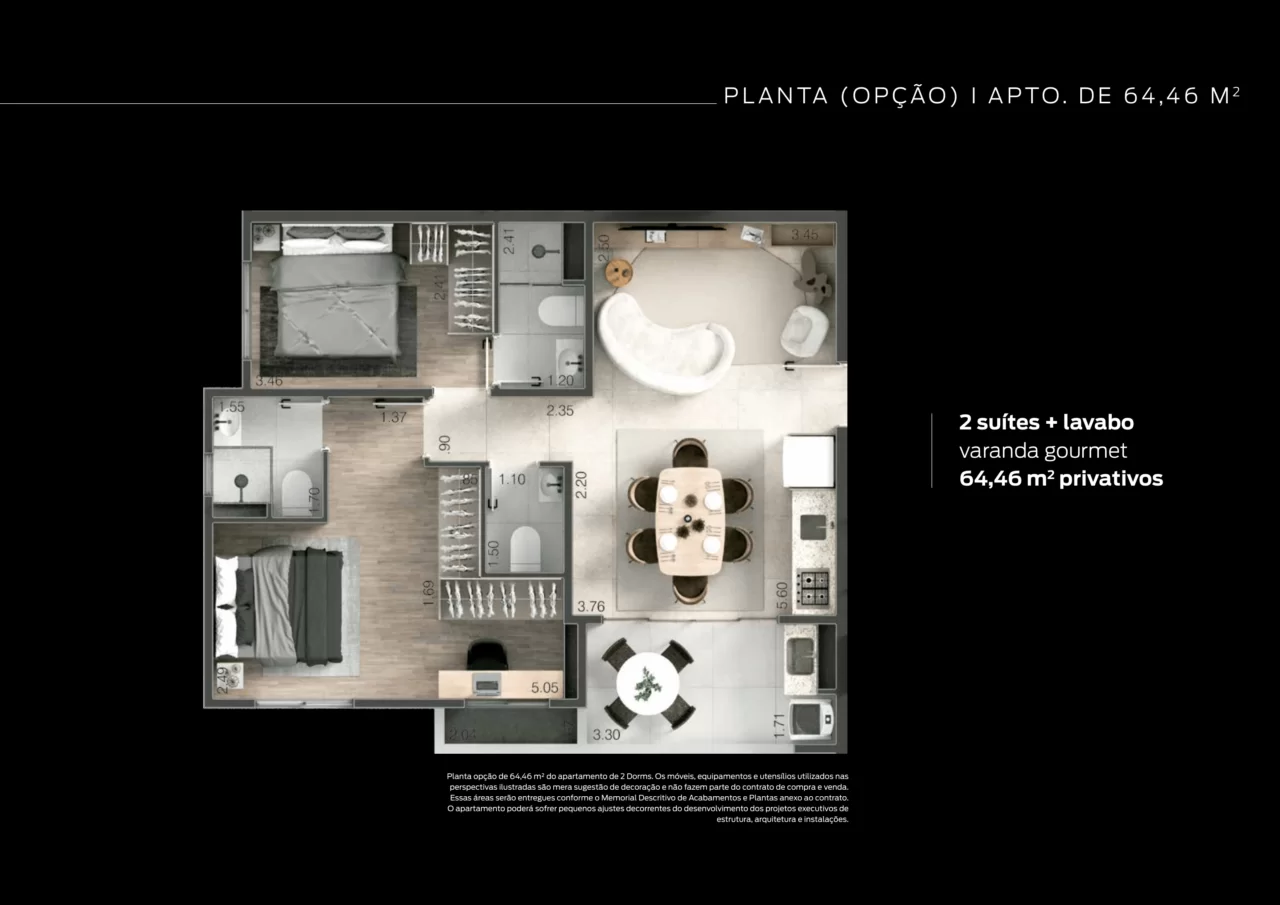 PLANTA (OPÇÃO) I APTO. DE 64,46 M²
2.41
3.45
2.50
2.41
3.46
1.20
1.55
1.37
2.35
.90
1.10
2.20
1.70
1.50
1.69
3.76
5.60
2.49
5.05
3.30
1.71
2 suítes + lavabo
varanda gourmet
64,46 m² privativos
Planta opção de 64,46 m² do apartamento de 2 Dorms. Os móveis, equipamentos e utensílios utilizados nas
perspectivas ilustradas são mera sugestão de decoração e não fazem parte do contrato de compra e venda.
Essas áreas serão entregues conforme o Memorial Descritivo de Acabamentos e Plantas anexo ao contrato.
O apartamento poderá sofrer pequenos ajustes decorrentes do desenvolvimento dos projetos executivos de
estrutura, arquitetura e instalações.